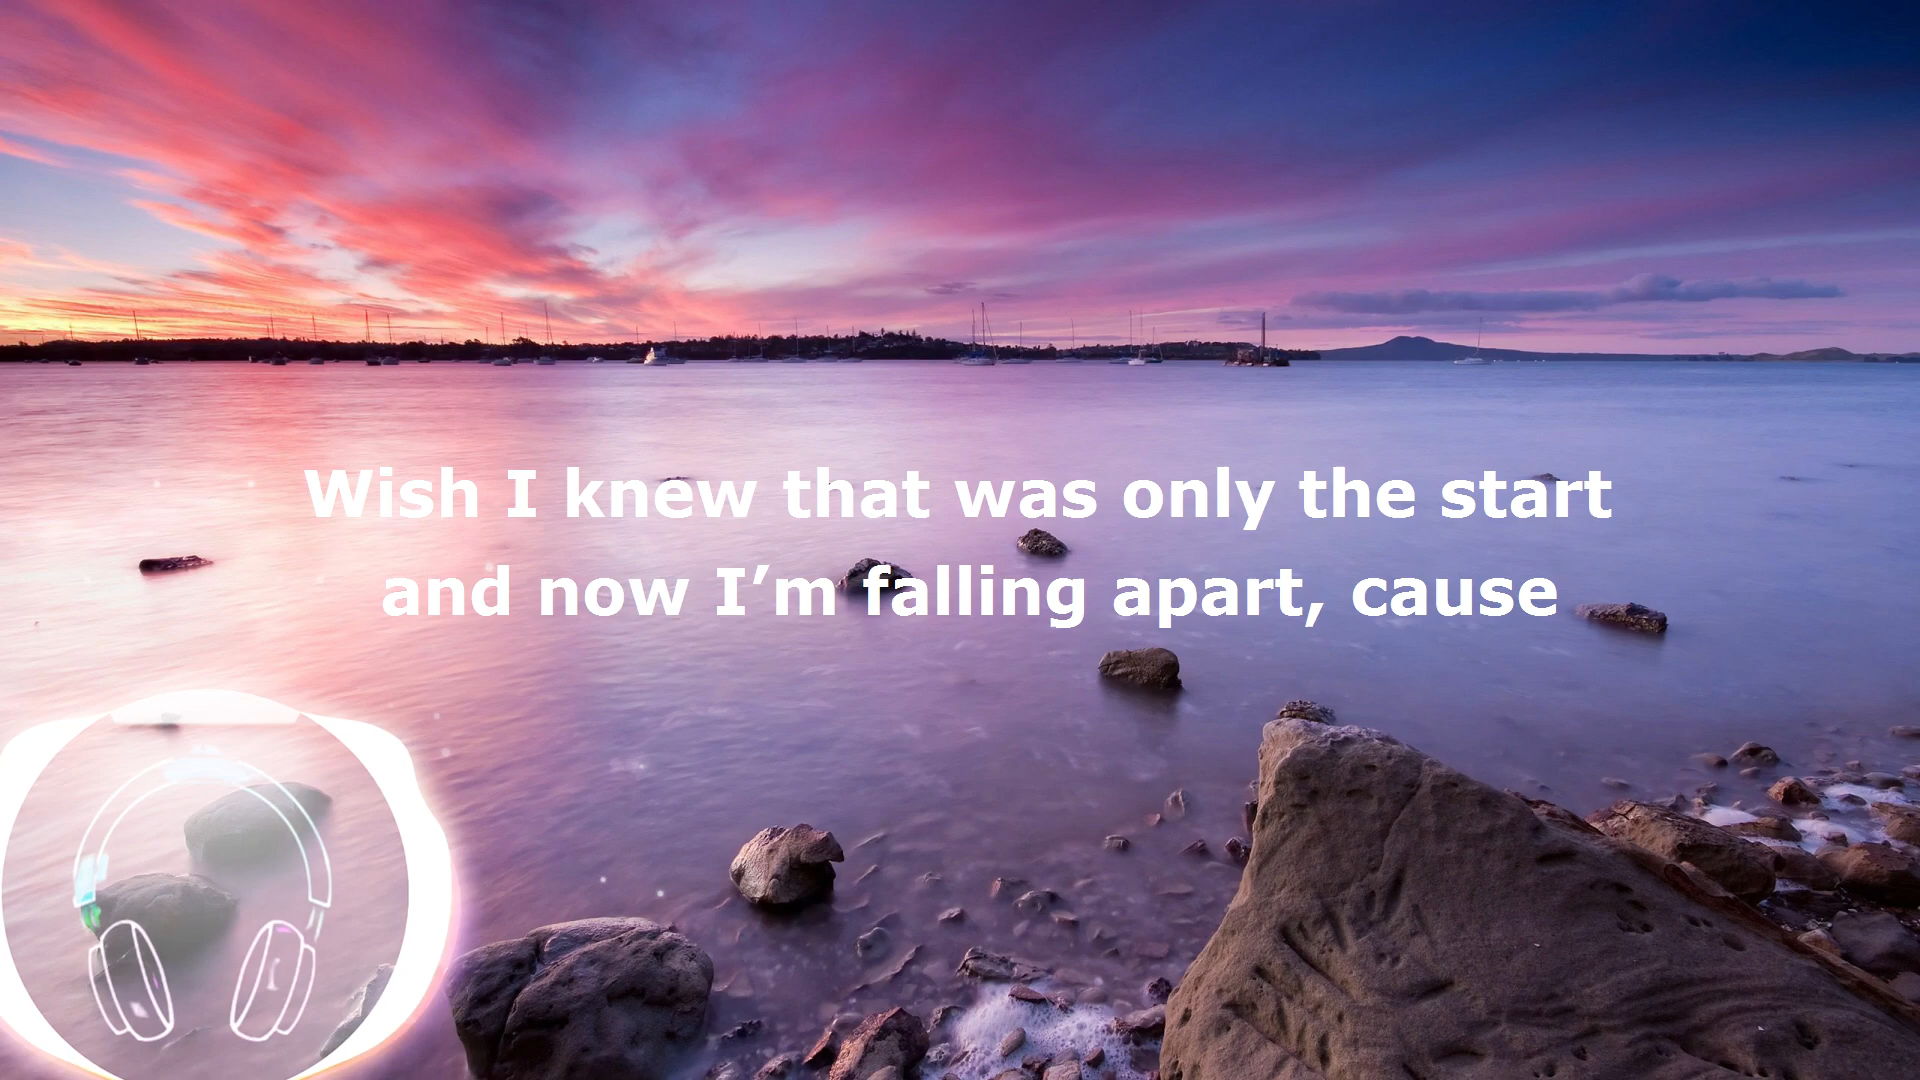 Wish I knew that was only the start
and now I’m falling apart, cause